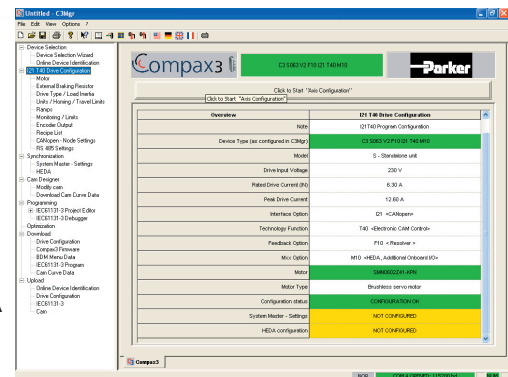 Untitled - C3Mgr
File Edit View Options ?
Device Selection
Device Selection Wizard
Online Device Identification
I21 T40 Drive Configuration
Motor
External Braking Resistor
Drive Type / Load Inertia
Units / Homing / Travel Limits
Ramps
Monitoring / Limits
Encoder Output
Recipe List
CANopen - Node Settings
RS 485 Settings
Synchronization
System Master - Settings
HEDA
Cam Designer
Modify cam
Download Cam Curve Data
Programming
IEC61131-3 Project Editor
IEC61131-3 Debugger
Optimization
Download
Drive Configuration
Compax3 Firmware
BDM Menu Data
IEC61131-3 Program
Cam Curve Data
Upload
Online Device Identification
Drive Configuration
IEC61131-3
Cam
Compax3
C3 S063 V2 F10 I21 T40 M10
Parker
Click to Start "Axis Configuration"
Click to Start "Axis Configuration"
Overview I21 T40 Drive Configuration
Note I21T40 Program Configuration
Device Type (as configured in C3Mgr) C3 S063 V2 F10 I21 T40 M10
Model S - Standalone unit
Drive Input Voltage 230 V
Rated Drive Current (IN) 6.30 A
Peak Drive Current 12.60 A
Interface Option I21 <CANopen>
Technology Function T40 <Electronic CAM Control>
Feedback Option F10 < Resolver >
Mxx Option M10 <HEDA, Additional Onboard I/O>
Motor SMN0602Z41-KPN
Motor Type Brushless servo motor
Configuration status CONFIGURATION OK
System Master - Settings NOT CONFIGURED
HEDA configuration NOT CONFIGURED
Compax3